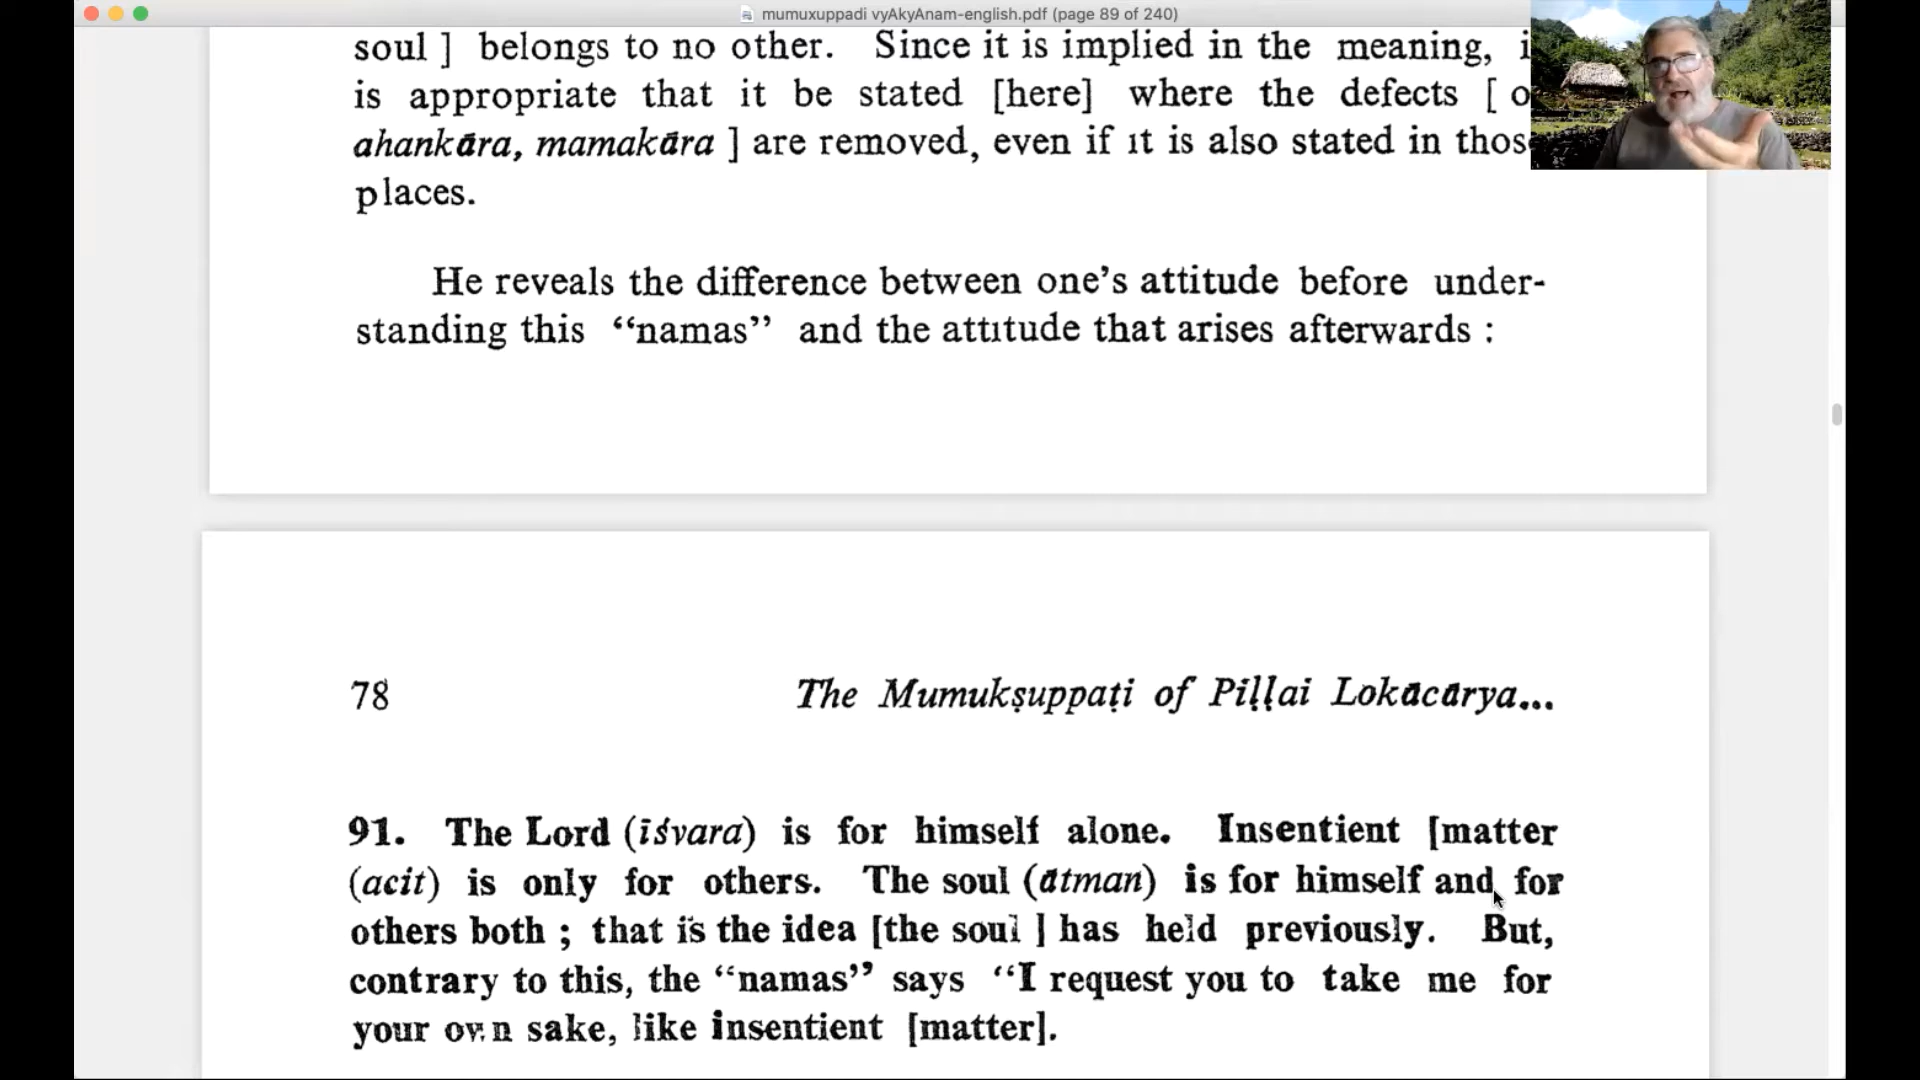 mumuxuppadi vyAkyAnam-english.pdf (page 89 of 240)
soul ] belongs to no other. Since it is implied in the meaning, i
is appropriate that it be stated [here] where the defects [ o
ahankāra, mamakāra ] are removed, even if it is also stated in thos
places.
He reveals the difference between one's attitude before under-
standing this “namas” and the attitude that arises afterwards :
78
The Mumukṣuppaṭi of Piḷḷai Lokācārya...
91. The Lord (īśvara) is for himself alone. Insentient [matter
(acit) is only for others. The soul (ātman) is for himself and for
others both ; that is the idea [the soul ] has held previously. But,
contrary to this, the “namas” says “I request you to take me for
your own sake, like insentient [matter].